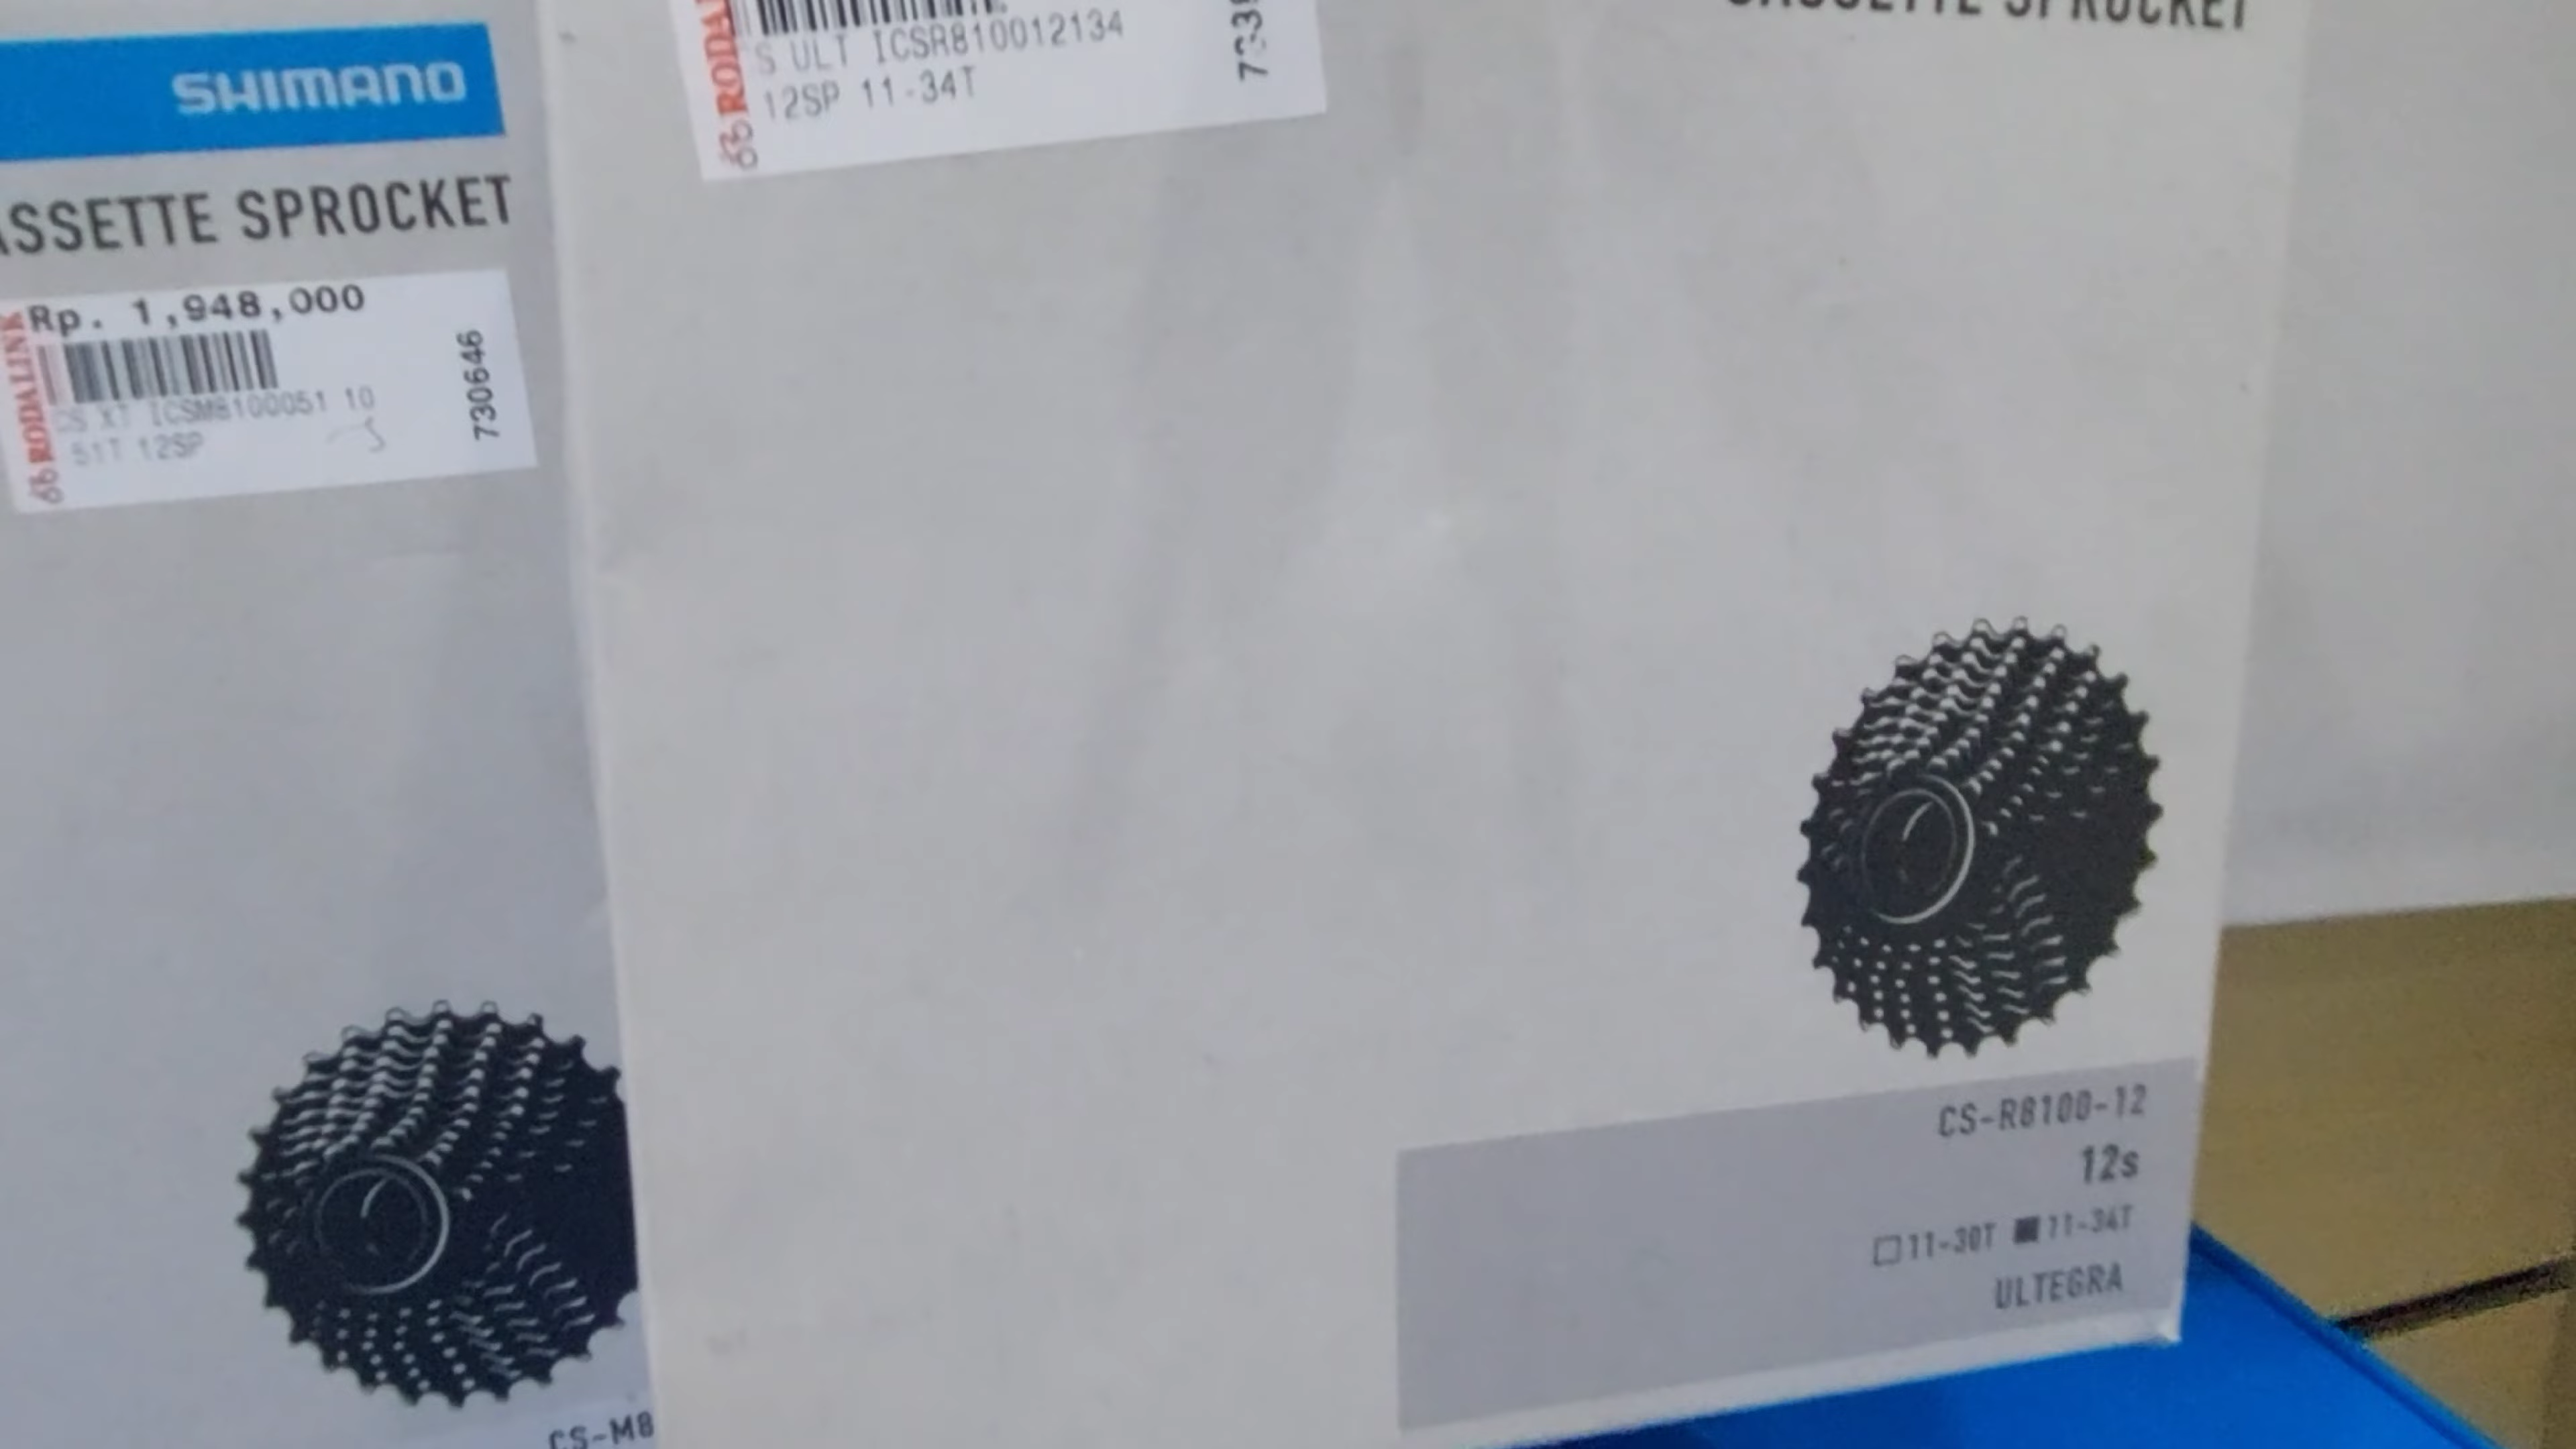 SHIMANO
ASSETTE SPROCKET
Rp. 1,948,000
RODALINK
CS XT ICSM8100051 10
51T 12SP
730646
CS-M8
RODA
S ULT ICSR810012134
12SP 11-34T
CASSETTE SPROCKET
CS-R8100-12
12s
11-30T 11-34T
ULTEGRA